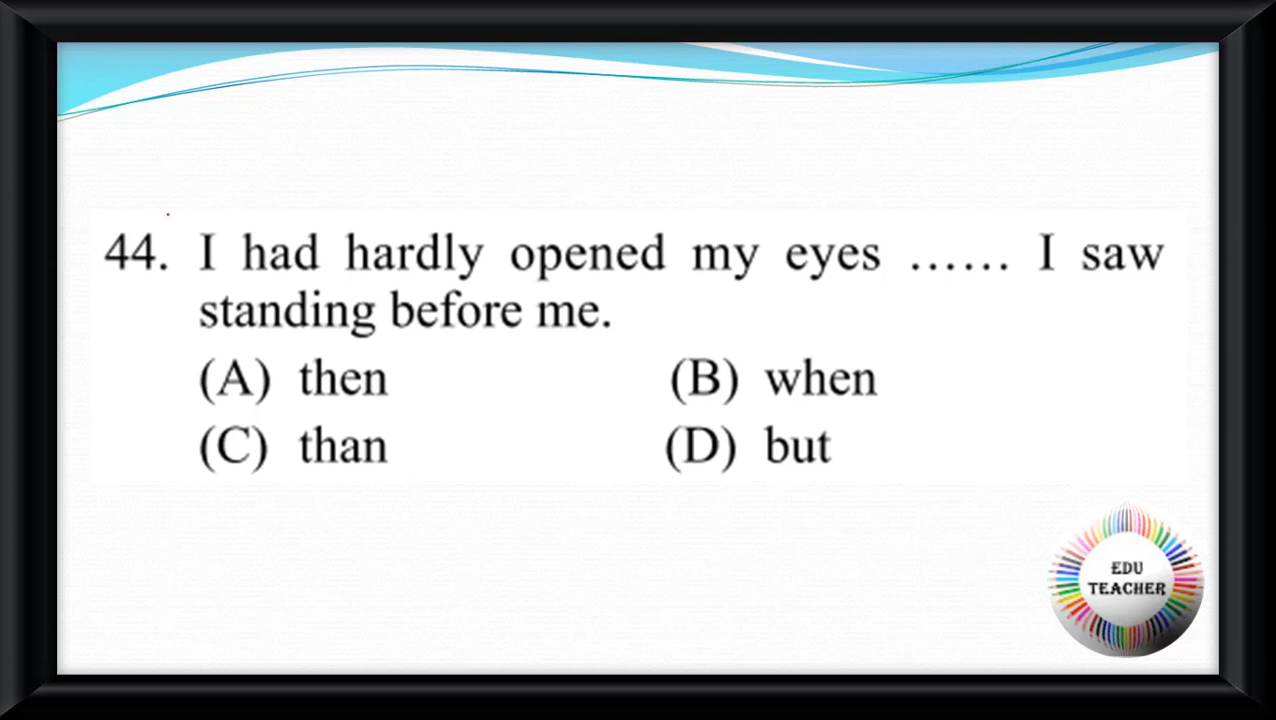 44. I had hardly opened my eyes ...... I saw
standing before me.
(A) then (B) when
(C) than (D) but
EDU
TEACHER